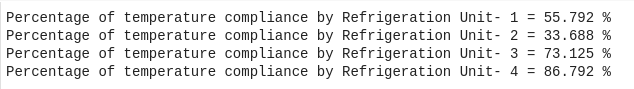 Percentage of temperature compliance by Refrigeration Unit- 1 = 55.792 %
Percentage of temperature compliance by Refrigeration Unit- 2 = 33.688 %
Percentage of temperature compliance by Refrigeration Unit- 3 = 73.125 %
Percentage of temperature compliance by Refrigeration Unit- 4 = 86.792 %